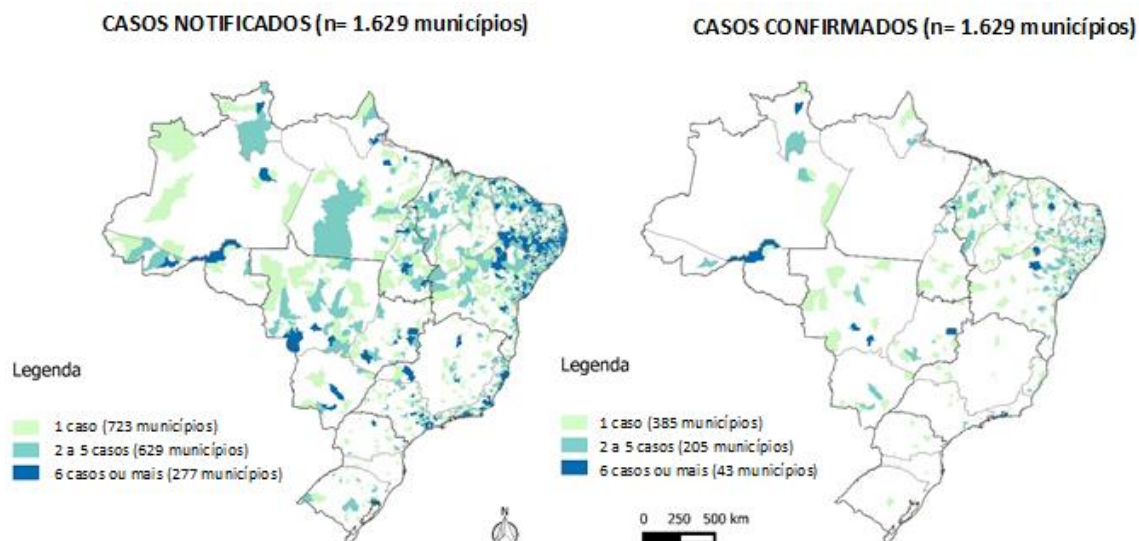 CASOS NOTIFICADOS (n= 1.629 municípios)
CASOS CONFIRMADOS (n= 1.629 municípios)
Legenda
1 caso (723 municípios)
2 a 5 casos (629 municípios)
6 casos ou mais (277 municípios)
N
Legenda
1 caso (385 municípios)
2 a 5 casos (205 municípios)
6 casos ou mais (43 municípios)
0 250 500 km